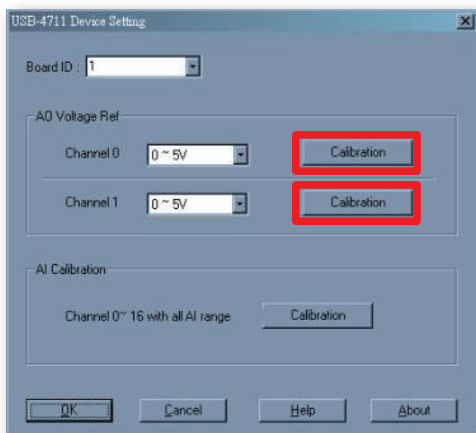 USB-4711 Device Setting
Board ID : 1
AO Voltage Ref
Channel 0 0 ~ 5V Calibration
Channel 1 0 ~ 5V Calibration
AI Calibration
Channel 0~ 16 with all AI range Calibration
OK Cancel Help About